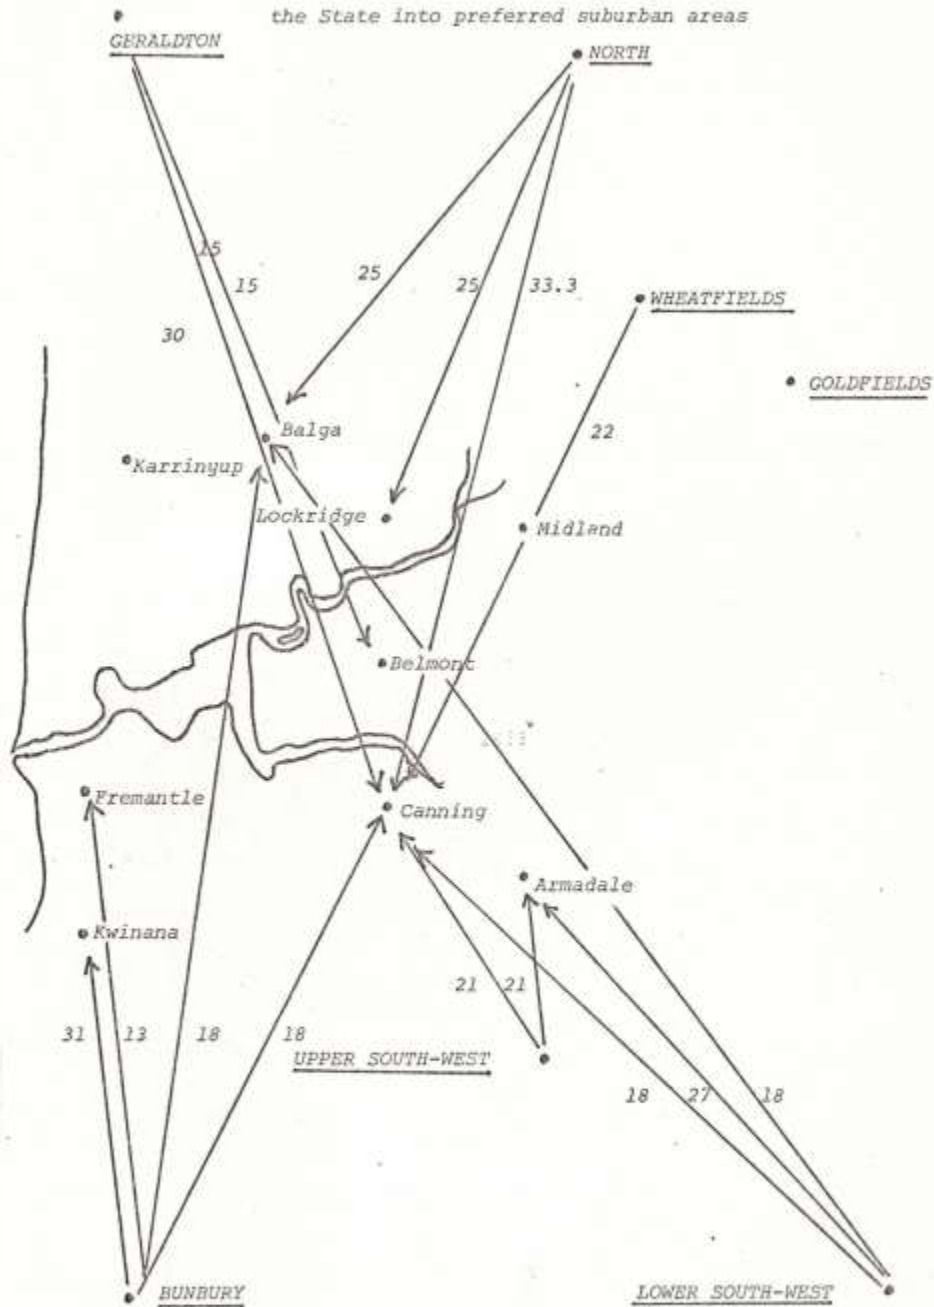 the State into preferred suburban areas
GERALDTON
NORTH
15
15
25
25
33.3
WHEATFIELDS
30
GOLDFIELDS
Balga
22
Karrinyup
Lockridge
Midland
Belmont
Fremantle
Canning
Armadale
Kwinana
21
21
31
13
18
18
UPPER SOUTH-WEST
18
27
18
BUNBURY
LOWER SOUTH-WEST